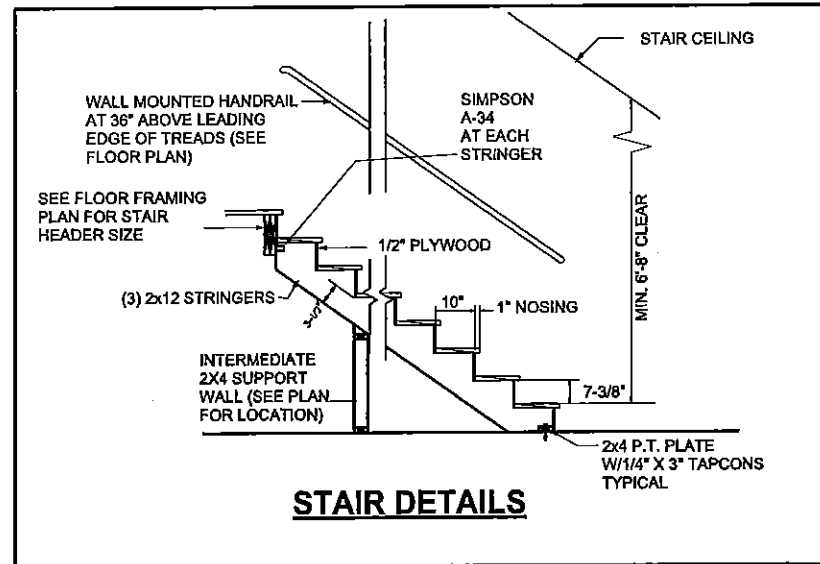 STAIR CEILING
WALL MOUNTED HANDRAIL
AT 36" ABOVE LEADING
EDGE OF TREADS (SEE
FLOOR PLAN)
SIMPSON
A-34
AT EACH
STRINGER
SEE FLOOR FRAMING
PLAN FOR STAIR
HEADER SIZE
1/2" PLYWOOD
MIN. 6'-8" CLEAR
(3) 2x12 STRINGERS
3-1/2"
10"
1" NOSING
INTERMEDIATE
2X4 SUPPORT
WALL (SEE PLAN
FOR LOCATION)
7-3/8"
2x4 P.T. PLATE
W/1/4" X 3" TAPCONS
TYPICAL
STAIR DETAILS